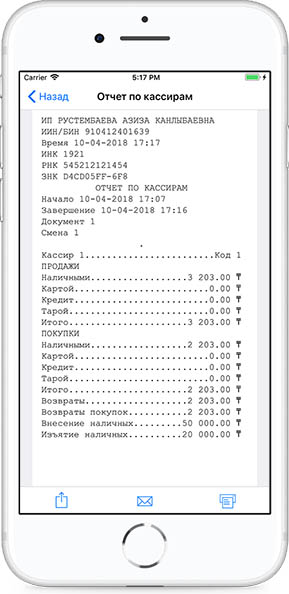 Carrier 5:17 PM
Назад Отчет по кассирам
ИП РУСТЕМБАЕВА АЗИЗА КАНЛЫБАЕВНА
ИИН/БИН 910412401639
Время 10-04-2018 17:17
ИНК 1921
РНК 545212121454
ЗНК D4CD05FF-6F8
ОТЧЕТ ПО КАССИРАМ
Начало 10-04-2018 17:07
Завершение 10-04-2018 17:16
Документ 1
Смена 1
Кассир 1........................Код 1
ПРОДАЖИ
Наличными..................3 203.00 ₸
Картой.........................0.00 ₸
Кредит.........................0.00 ₸
Тарой..........................0.00 ₸
Итого......................3 203.00 ₸
ПОКУПКИ
Наличными..................2 203.00 ₸
Картой.........................0.00 ₸
Кредит.........................0.00 ₸
Тарой..........................0.00 ₸
Итого......................2 203.00 ₸
Возвраты...................2 203.00 ₸
Возвраты покупок...........2 203.00 ₸
Внесение наличных.........50 000.00 ₸
Изъятие наличных..........20 000.00 ₸